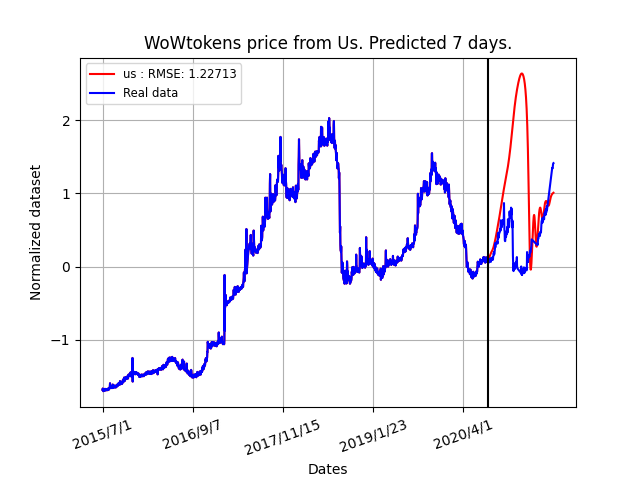 WoWtokens price from Us. Predicted 7 days.
us : RMSE: 1.22713
Real data
Normalized dataset
2
1
0
−1
2015/7/1
2016/9/7
2017/11/15
2019/1/23
2020/4/1
Dates